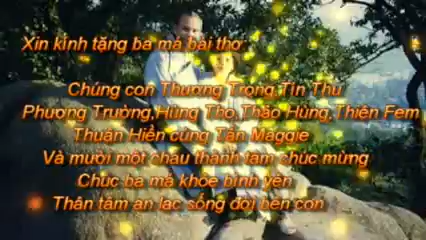 Xin kính tặng ba má bài thơ:
Chúng con Thương Trọng,Tín Thu
Phượng Trường,Hùng Thọ,Thảo Hùng,Thiên Fem
Thuận Hiền cùng Tân Maggie
Và mười một cháu thành tâm chúc mừng
Chúc ba má khỏe bình yên
Thân tâm an lạc sống đời bên con